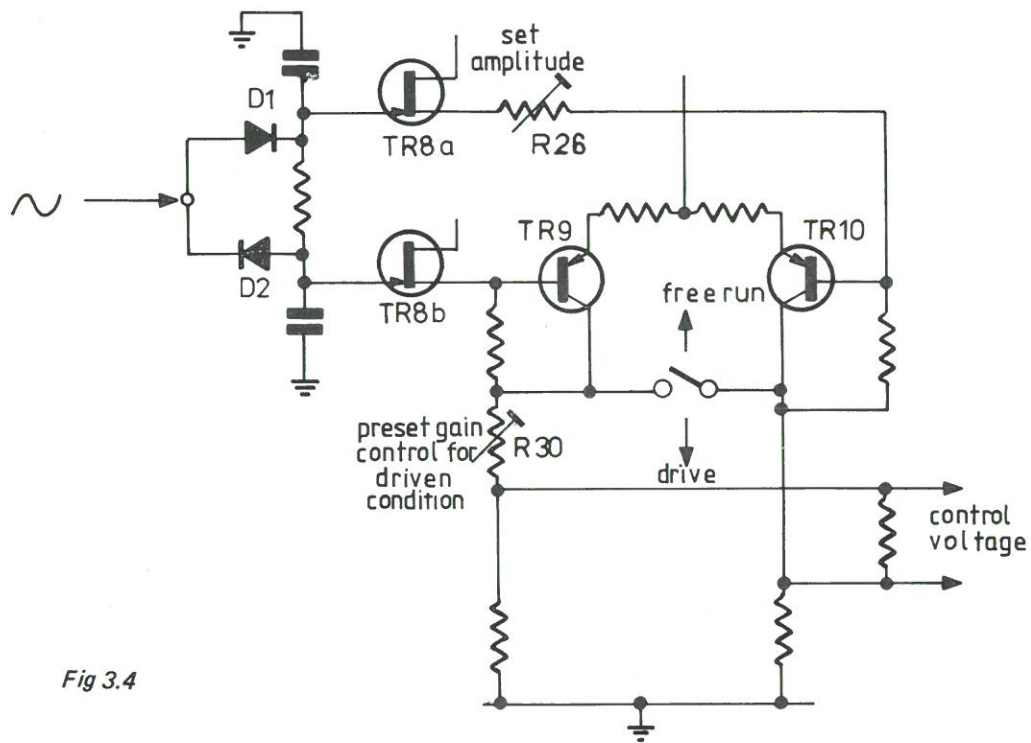 set
amplitude
D1
TR8a
R26
TR9
TR10
D2
TR8b
free run
preset gain
control for
driven
condition
R30
drive
control
voltage
Fig 3.4